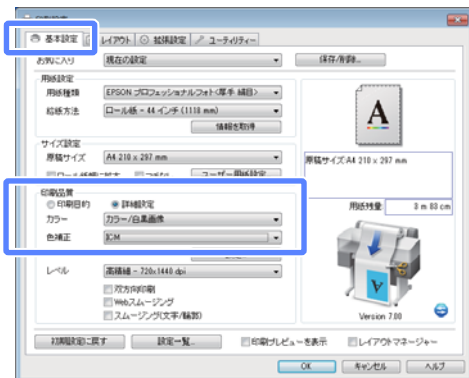 基本設定 レイアウト 拡張設定 ユーティリティー
お気に入り 現在の設定 保存/削除...
用紙設定
用紙種類 EPSON プロフェッショナルフォト<厚手 絹目>
給紙方法 ロール紙 - 44 インチ (1118 mm)
情報を取得
サイズ設定
原稿サイズ A4 210 x 297 mm
原稿サイズ:A4 210 x 297 mm
印刷品質
印刷目的 詳細設定
用紙残量 3 m 83 cm
カラー カラー/白黒画像
色補正 ICM
レベル 高精細 - 720x1440 dpi
双方向印刷
Webスムージング
スムージング(文字/輪郭)
Version 7.00
初期設定に戻す 設定一覧... 印刷プレビューを表示 レイアウトマネージャー
OK キャンセル ヘルプ